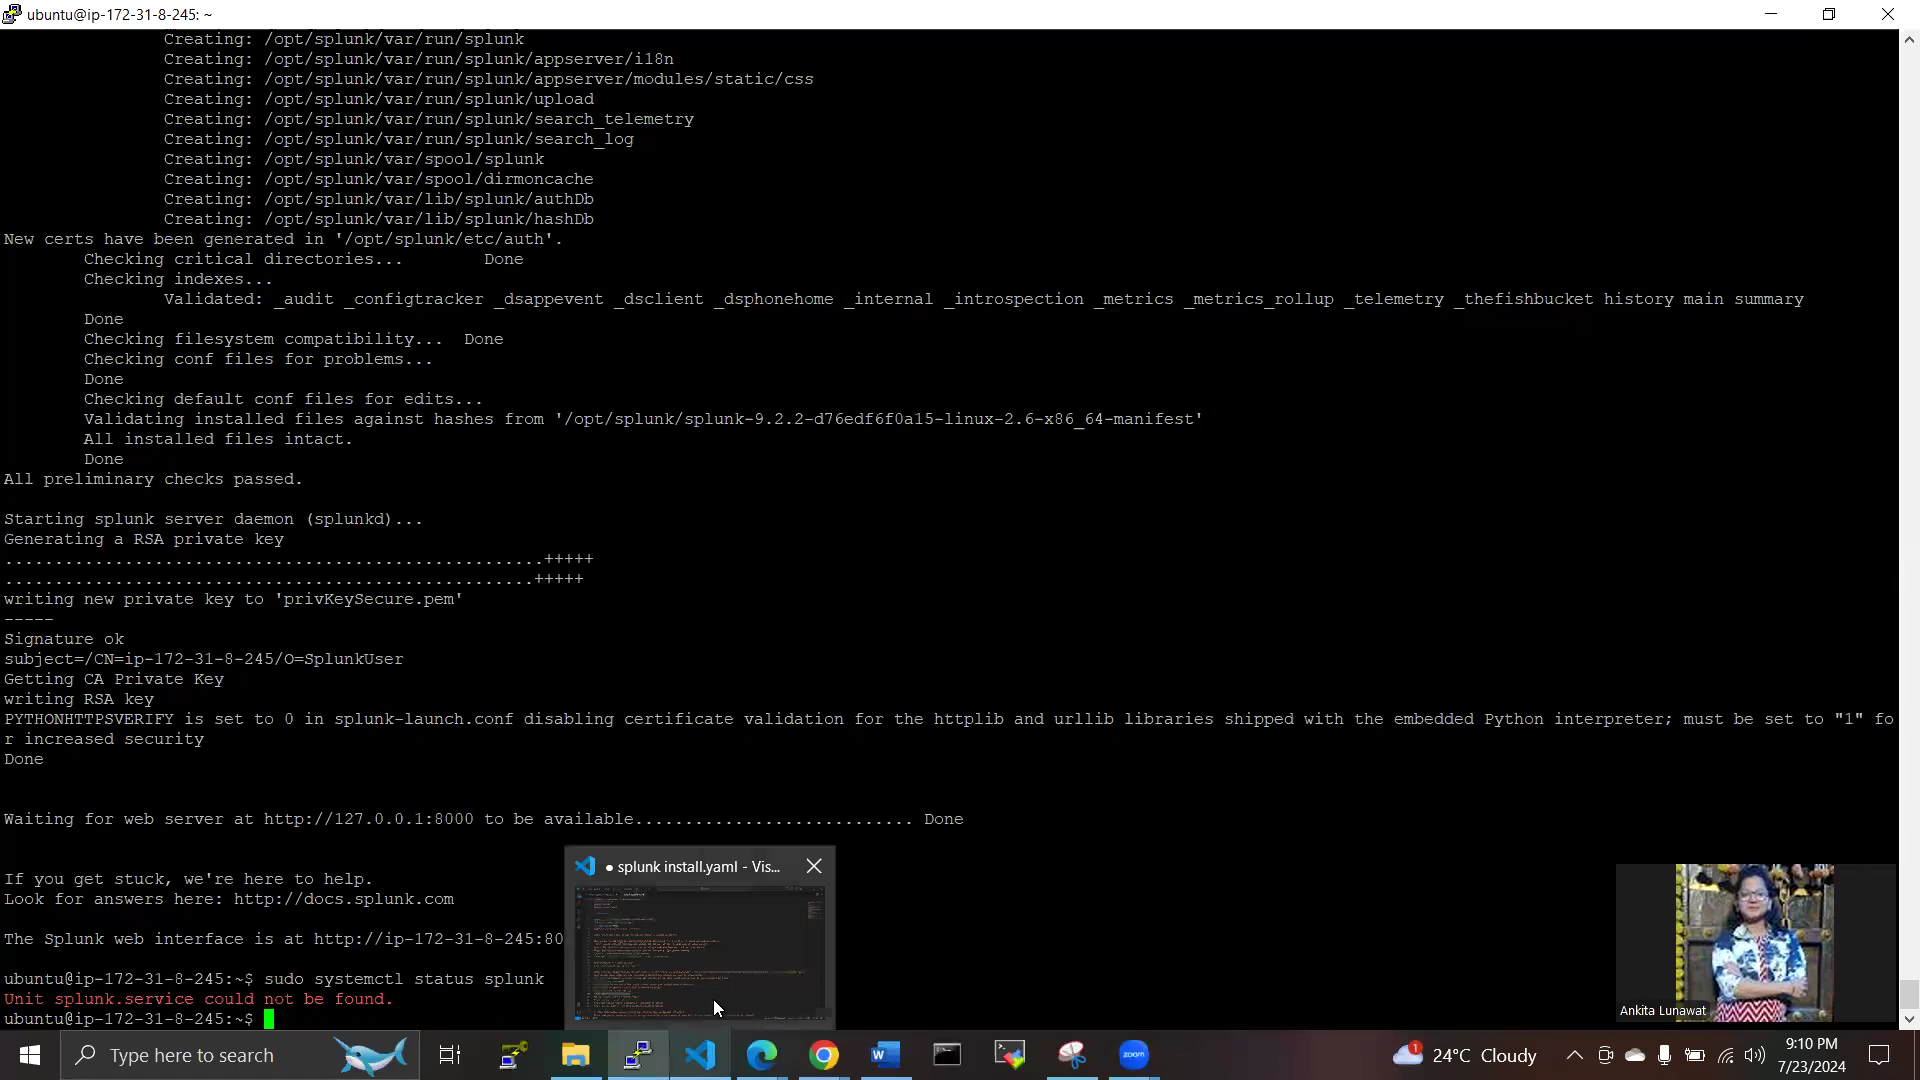 ubuntu@ip-172-31-8-245: ~
Creating: /opt/splunk/var/run/splunk
Creating: /opt/splunk/var/run/splunk/appserver/i18n
Creating: /opt/splunk/var/run/splunk/appserver/modules/static/css
Creating: /opt/splunk/var/run/splunk/upload
Creating: /opt/splunk/var/run/splunk/search_telemetry
Creating: /opt/splunk/var/run/splunk/search_log
Creating: /opt/splunk/var/spool/splunk
Creating: /opt/splunk/var/spool/dirmoncache
Creating: /opt/splunk/var/lib/splunk/authDb
Creating: /opt/splunk/var/lib/splunk/hashDb
New certs have been generated in '/opt/splunk/etc/auth'.
Checking critical directories... Done
Checking indexes...
Validated: _audit _configtracker _dsappevent _dsclient _dsphonehome _internal _introspection _metrics _metrics_rollup _telemetry _thefishbucket history main summary
Done
Checking filesystem compatibility... Done
Checking conf files for problems...
Done
Checking default conf files for edits...
Validating installed files against hashes from '/opt/splunk/splunk-9.2.2-d76edf6f0a15-linux-2.6-x86_64-manifest'
All installed files intact.
Done
All preliminary checks passed.
Starting splunk server daemon (splunkd)...
Generating a RSA private key
......................................................+++++
.....................................................+++++
writing new private key to 'privKeySecure.pem'
-----
Signature ok
subject=/CN=ip-172-31-8-245/O=SplunkUser
Getting CA Private Key
writing RSA key
PYTHONHTTPSVERIFY is set to 0 in splunk-launch.conf disabling certificate validation for the httplib and urllib libraries shipped with the embedded Python interpreter; must be set to "1" fo
r increased security
Done
Waiting for web server at http://127.0.0.1:8000 to be available............................ Done
If you get stuck, we're here to help.
Look for answers here: http://docs.splunk.com
The Splunk web interface is at http://ip-172-31-8-245:80
ubuntu@ip-172-31-8-245:~$ sudo systemctl status splunk
Unit splunk.service could not be found.
ubuntu@ip-172-31-8-245:~$
● splunk install.yaml - Vis...
Ankita Lunawat
Type here to search
zoom
1
24°C Cloudy
9:10 PM
7/23/2024